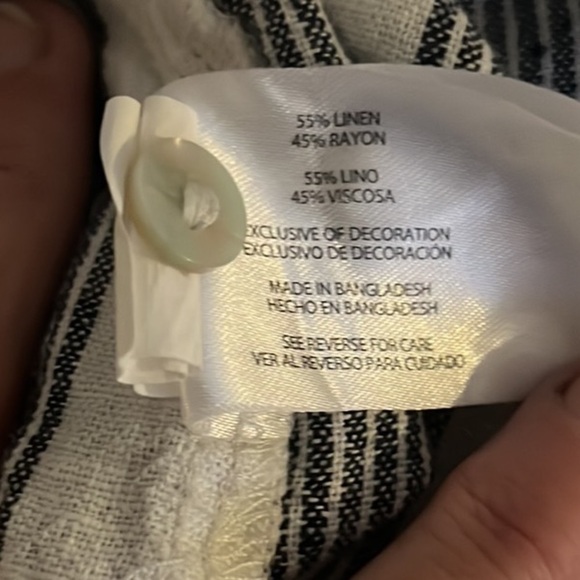 55% LINEN
45% RAYON
55% LINO
45% VISCOSA
EXCLUSIVE OF DECORATION
EXCLUSIVO DE DECORACIÓN
MADE IN BANGLADESH
HECHO EN BANGLADESH
SEE REVERSE FOR CARE
VER AL REVERSO PARA CUIDADO